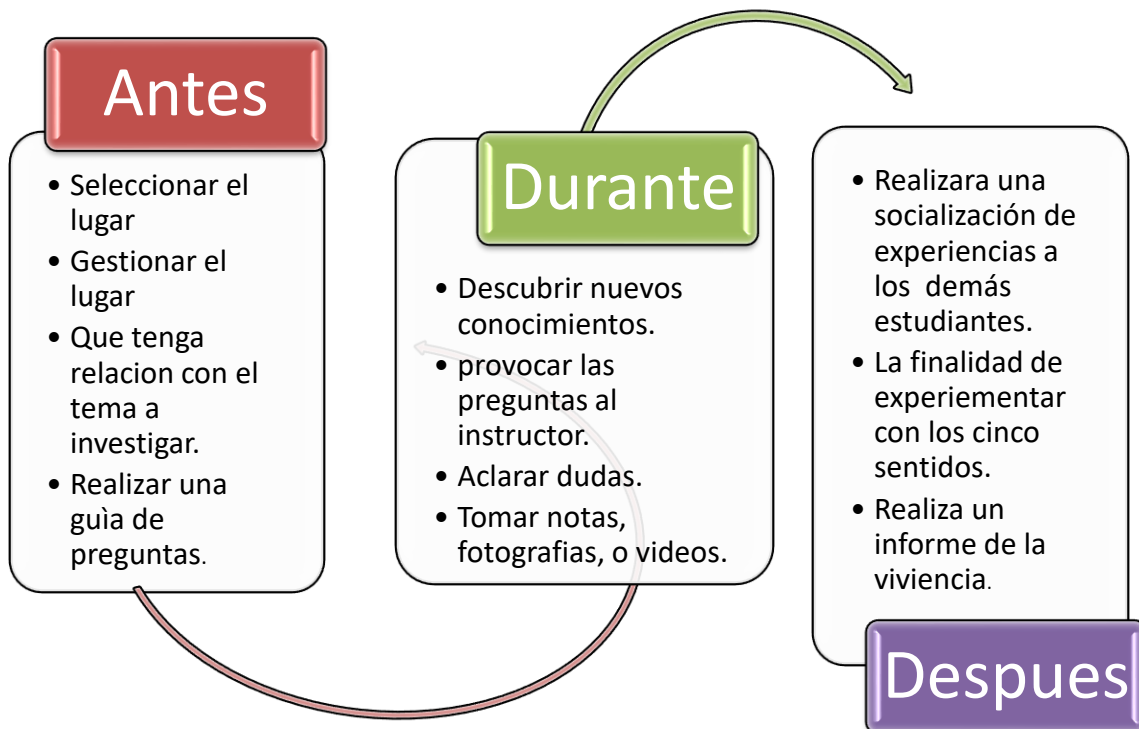 Antes
• Seleccionar el
lugar
• Gestionar el
lugar
• Que tenga
relacion con el
tema a
investigar.
• Realizar una
guìa de
preguntas.
Durante
• Descubrir nuevos
conocimientos.
• provocar las
preguntas al
instructor.
• Aclarar dudas.
• Tomar notas,
fotografias, o videos.
• Realizara una
socialización de
experiencias a
los  demás
estudiantes.
• La finalidad de
experiementar
con los cinco
sentidos.
• Realiza un
informe de la
viviencia.
Despues